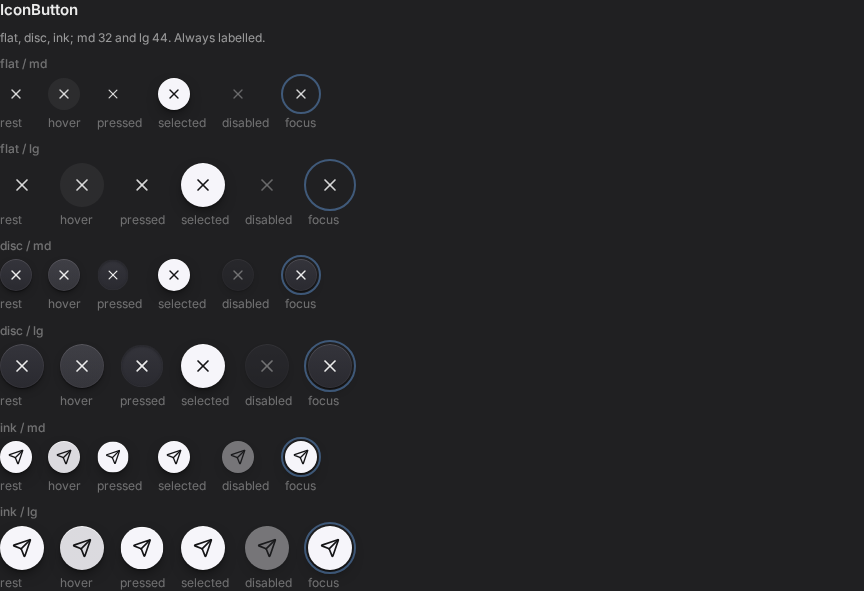 IconButton
flat, disc, ink; md 32 and lg 44. Always labelled.
flat / md
rest hover pressed selected disabled focus
flat / lg
rest hover pressed selected disabled focus
disc / md
rest hover pressed selected disabled focus
disc / lg
rest hover pressed selected disabled focus
ink / md
rest hover pressed selected disabled focus
ink / lg
rest hover pressed selected disabled focus